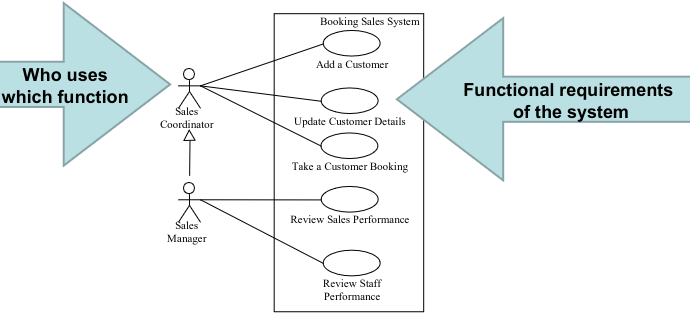 Booking Sales System
Who uses
which function
Add a Customer
Functional requirements
of the system
Sales
Coordinator
Update Customer Details
Take a Customer Booking
Sales
Manager
Review Sales Performance
Review Staff
Performance